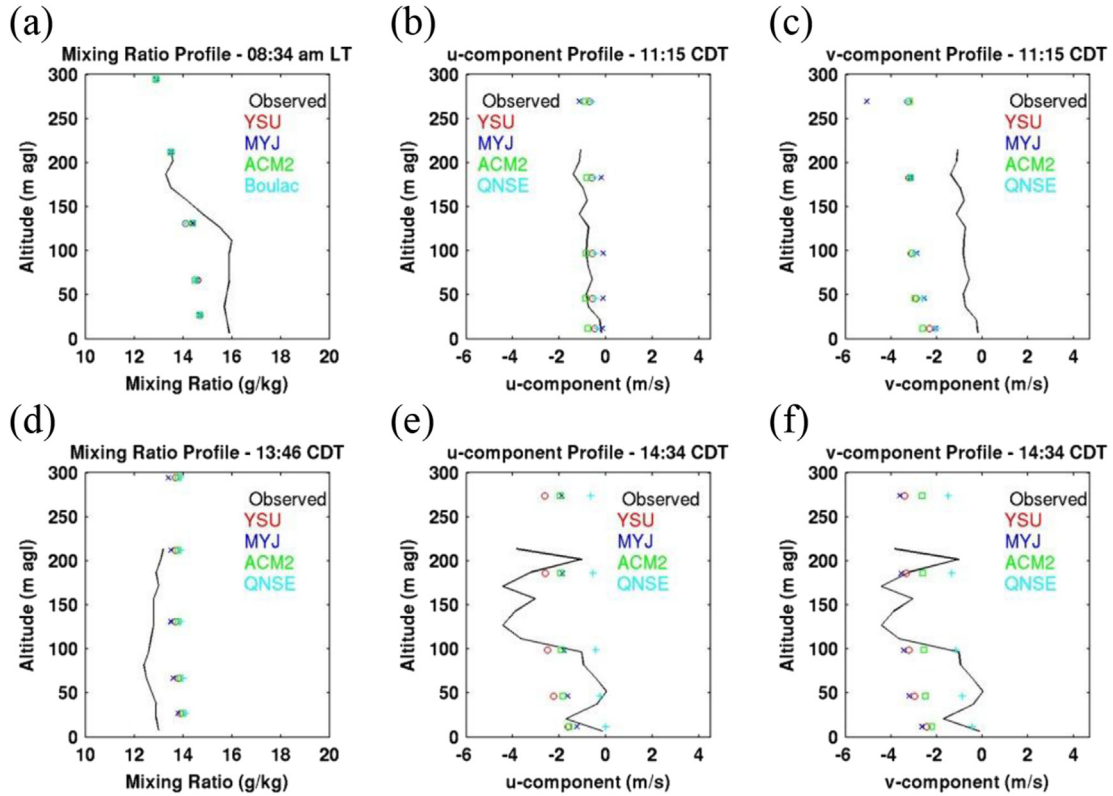 (a)
Mixing Ratio Profile - 08:34 am LT
300
250
200
150
100
50
0
Altitude (m agl)
Observed
YSU
MYJ
ACM2
Boulac
10 12 14 16 18 20
Mixing Ratio (g/kg)
(b)
u-component Profile - 11:15 CDT
300
250
200
150
100
50
0
Altitude (m agl)
Observed
YSU
MYJ
ACM2
QNSE
-6 -4 -2 0 2 4
u-component (m/s)
(c)
v-component Profile - 11:15 CDT
300
250
200
150
100
50
0
Altitude (m agl)
Observed
YSU
MYJ
ACM2
QNSE
-6 -4 -2 0 2 4
v-component (m/s)
(d)
Mixing Ratio Profile - 13:46 CDT
300
250
200
150
100
50
0
Altitude (m agl)
Observed
YSU
MYJ
ACM2
QNSE
10 12 14 16 18 20
Mixing Ratio (g/kg)
(e)
u-component Profile - 14:34 CDT
300
250
200
150
100
50
0
Altitude (m agl)
Observed
YSU
MYJ
ACM2
QNSE
-6 -4 -2 0 2 4
u-component (m/s)
(f)
v-component Profile - 14:34 CDT
300
250
200
150
100
50
0
Altitude (m agl)
Observed
YSU
MYJ
ACM2
QNSE
-6 -4 -2 0 2 4
v-component (m/s)